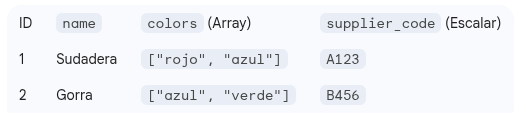 ID name colors (Array) supplier_code (Escalar)
1 Sudadera ["rojo", "azul"] A123
2 Gorra ["azul", "verde"] B456